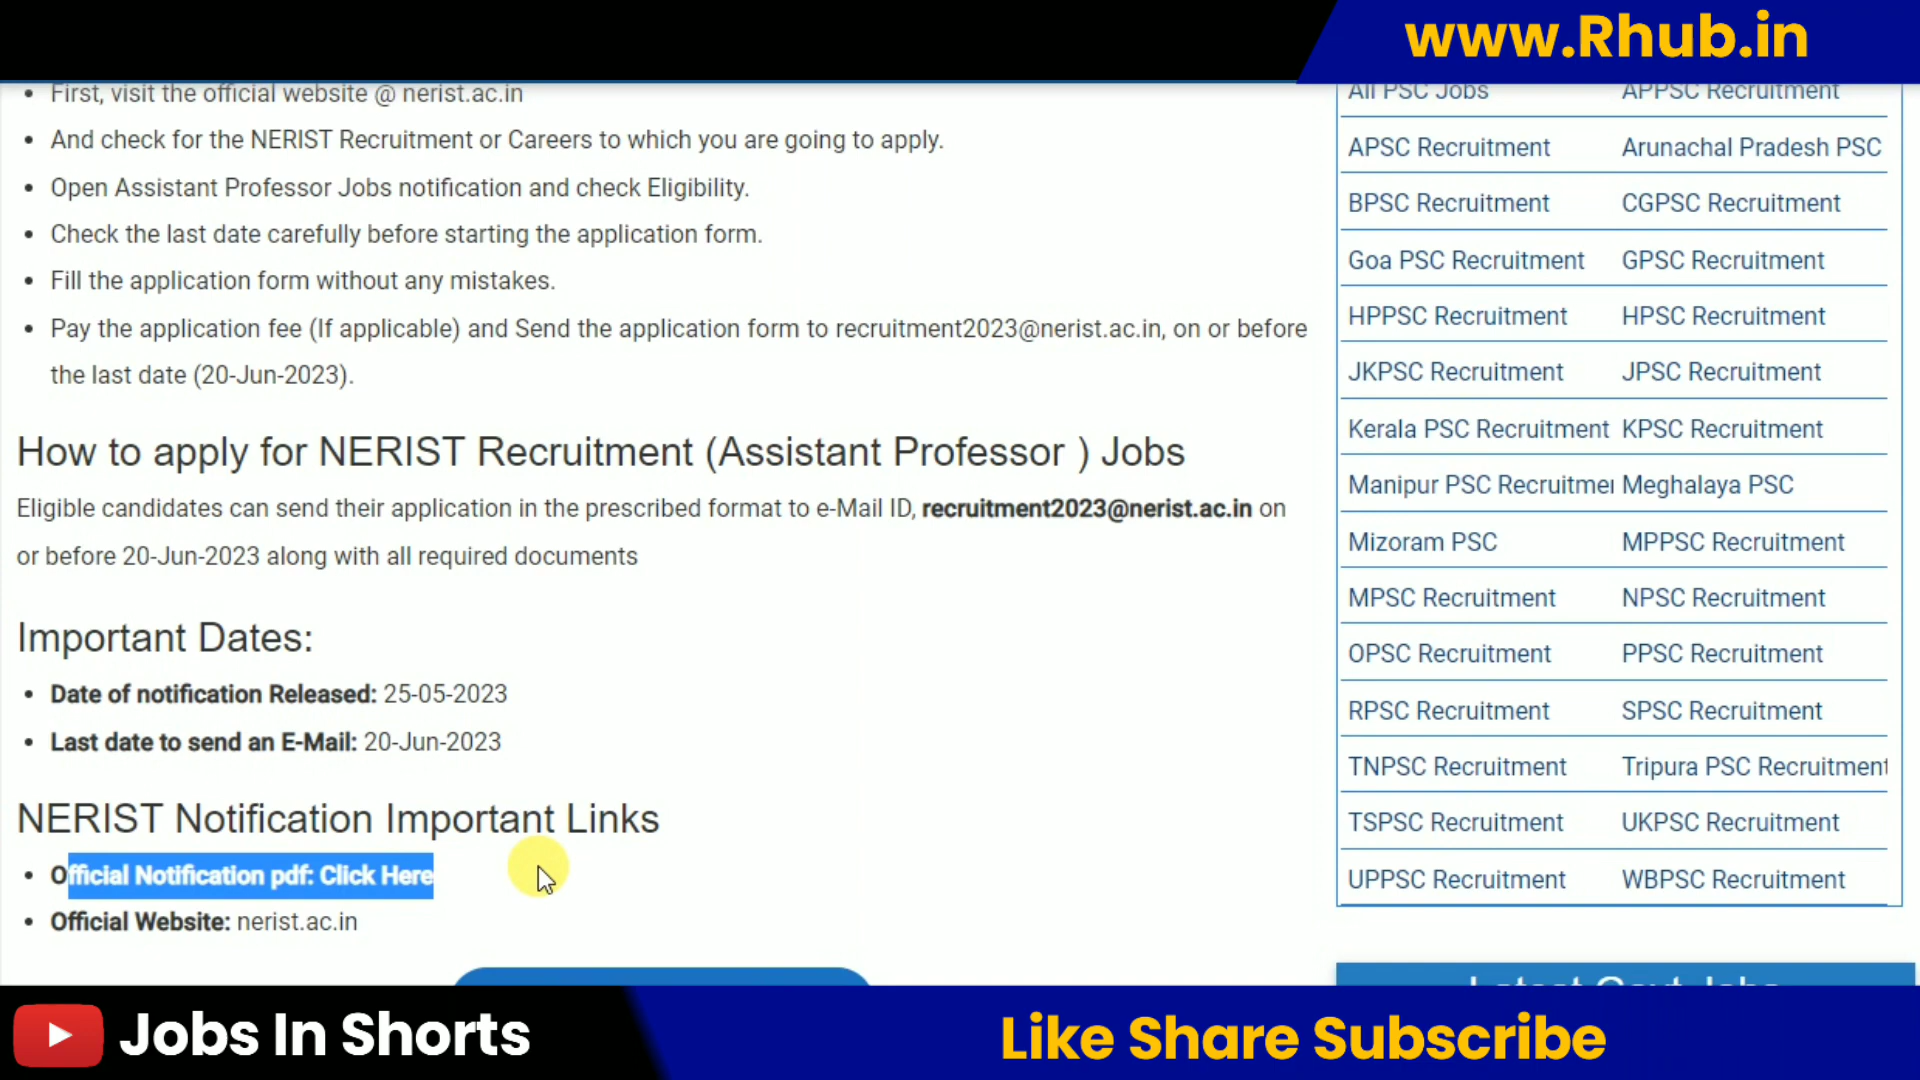 www.Rhub.in
First, visit the official website @ nerist.ac.in
And check for the NERIST Recruitment or Careers to which you are going to apply.
Open Assistant Professor Jobs notification and check Eligibility.
Check the last date carefully before starting the application form.
Fill the application form without any mistakes.
Pay the application fee (If applicable) and Send the application form to recruitment2023@nerist.ac.in, on or before
the last date (20-Jun-2023).
How to apply for NERIST Recruitment (Assistant Professor ) Jobs
Eligible candidates can send their application in the prescribed format to e-Mail ID, recruitment2023@nerist.ac.in on
or before 20-Jun-2023 along with all required documents
Important Dates:
Date of notification Released: 25-05-2023
Last date to send an E-Mail: 20-Jun-2023
NERIST Notification Important Links
Official Notification pdf: Click Here
Official Website: nerist.ac.in
All PSC Jobs APPSC Recruitment
APSC Recruitment Arunachal Pradesh PSC
BPSC Recruitment CGPSC Recruitment
Goa PSC Recruitment GPSC Recruitment
HPPSC Recruitment HPSC Recruitment
JKPSC Recruitment JPSC Recruitment
Kerala PSC Recruitment KPSC Recruitment
Manipur PSC Recruitmen Meghalaya PSC
Mizoram PSC MPPSC Recruitment
MPSC Recruitment NPSC Recruitment
OPSC Recruitment PPSC Recruitment
RPSC Recruitment SPSC Recruitment
TNPSC Recruitment Tripura PSC Recruitment
TSPSC Recruitment UKPSC Recruitment
UPPSC Recruitment WBPSC Recruitment
Latest Govt Jobs
Jobs In Shorts
Like Share Subscribe